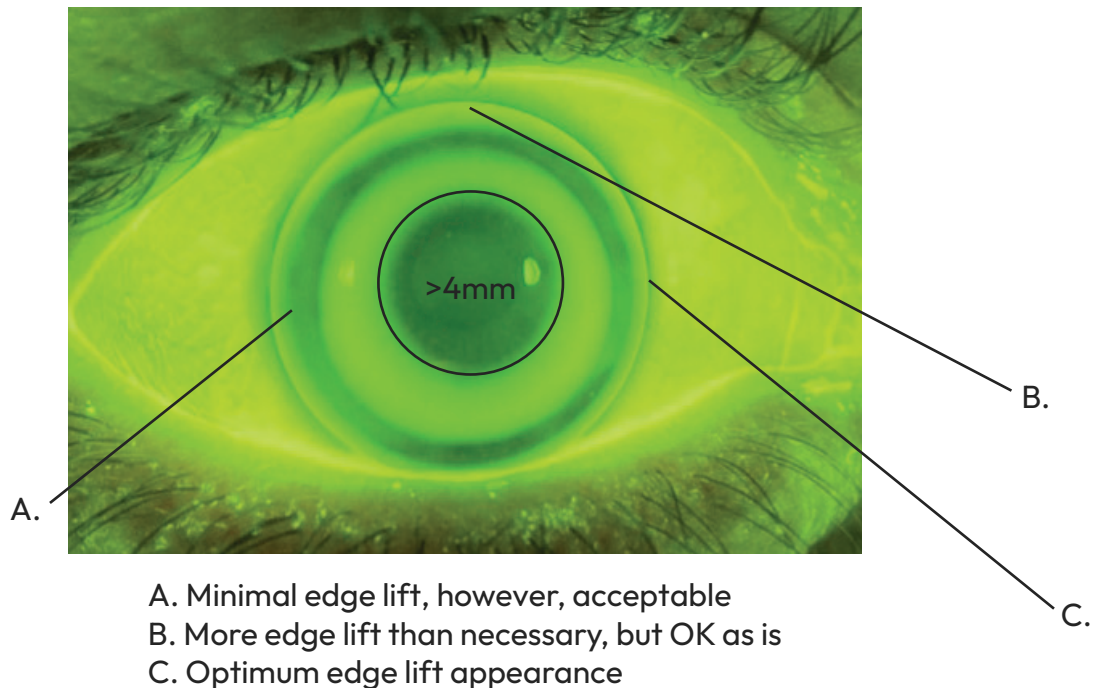 >4mm
B.
A.
C.
A. Minimal edge lift, however, acceptable
B. More edge lift than necessary, but OK as is
C. Optimum edge lift appearance